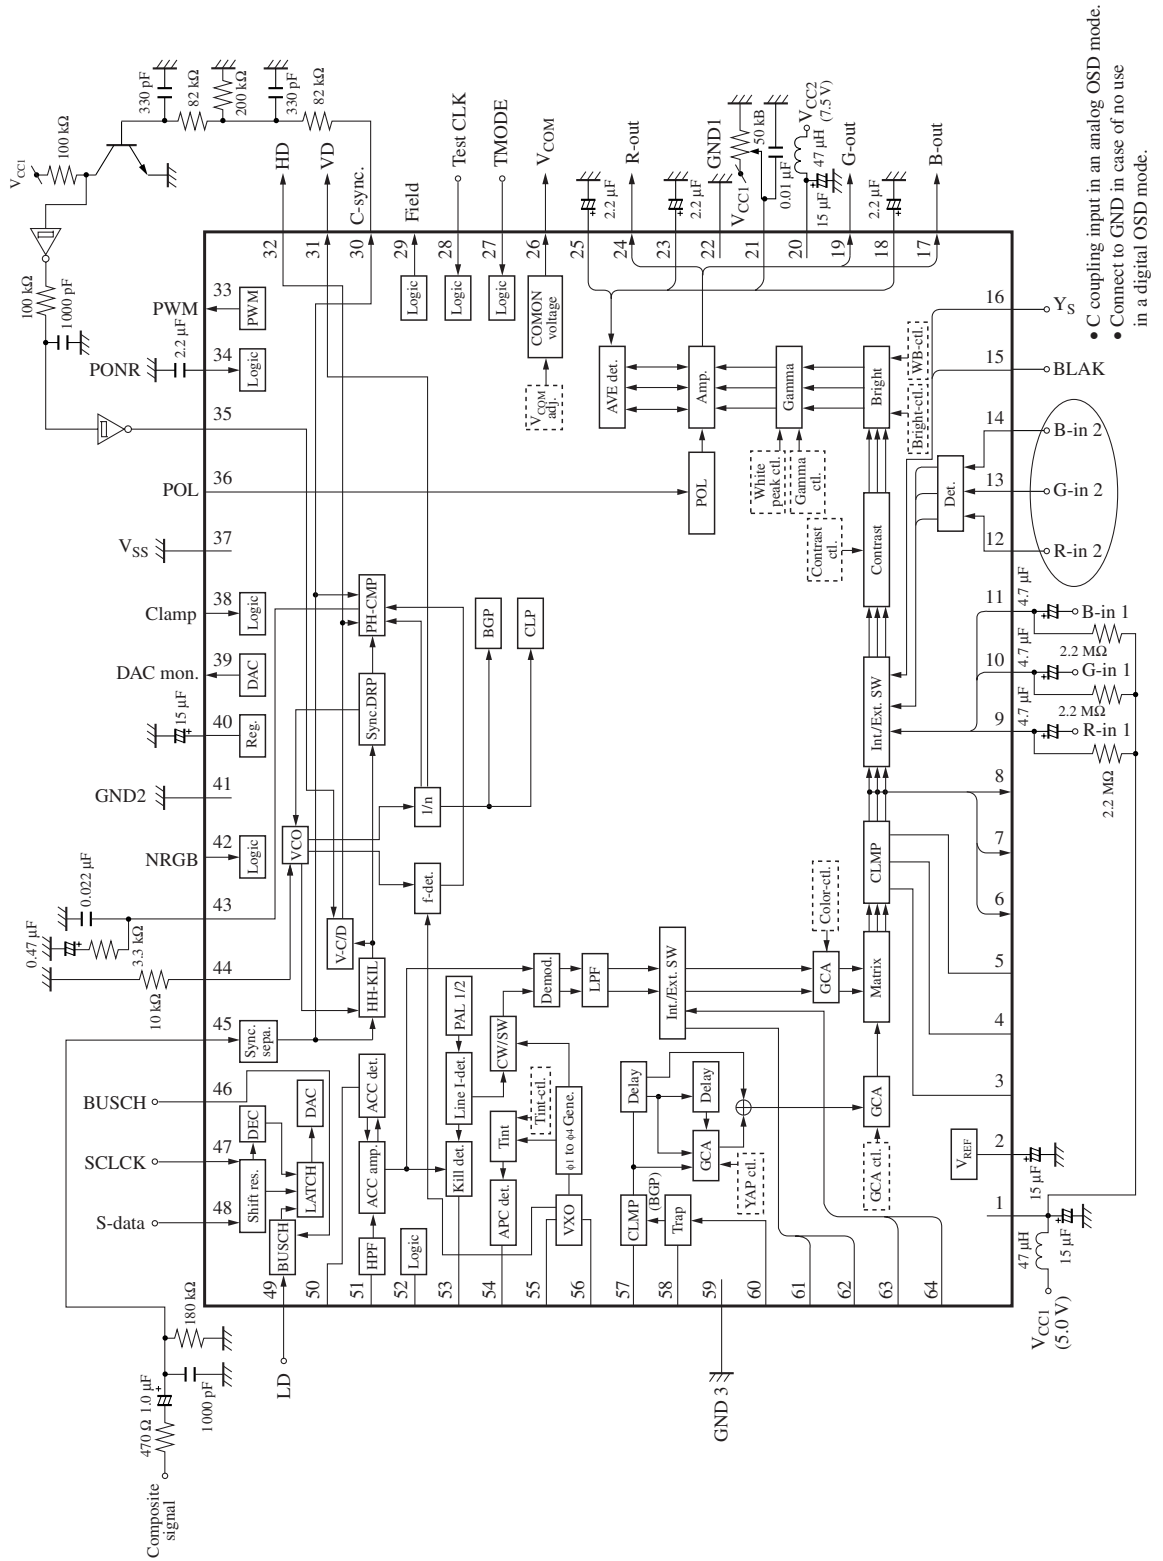 V_CC1
100 kΩ
330 pF
82 kΩ
200 kΩ
330 pF
82 kΩ
100 kΩ
1000 pF
2.2 μF
HD
VD
C-sync.
Field
Test CLK
TMODE
V_COM
2.2 μF
R-out
2.2 μF
GND1
V_CC1
50 kB
0.01 μF
V_CC2
(7.5 V)
47 μH
15 μF
G-out
2.2 μF
B-out
• C coupling input in an analog OSD mode.
• Connect to GND in case of no use
in a digital OSD mode.
32
31
30
29
28
27
26
25
24
23
22
21
20
19
18
17
PWM
33
PWM
PONR
34
Logic
35
POL
36
V_SS
37
Clamp
38
Logic
DAC mon.
39
DAC
15 μF
40
Reg.
GND2
41
NRGB
42
Logic
0.022 μF
43
0.47 μF
3.3 kΩ
44
10 kΩ
45
Sync.
sepa.
BUSCH
46
SCLCK
47
S-data
48
DEC
Shift res.
DAC
LATCH
BUSCH
Logic
Logic
Logic
COMON
voltage
V_COM
adj.
AVE det.
Amp.
POL
Gamma
White
peak ctl.
Gamma
ctl.
Bright
WB-ctl.
Bright-ctl.
Contrast
Contrast
ctl.
Det.
Int./Ext. SW
PH-CMP
BGP
CLP
Sync.DRP
1/n
VCO
f-det.
V-C/D
HH-KIL
CLMP
Color-ctl.
GCA
Matrix
Demod.
LPF
Int./Ext. SW
PAL 1/2
CW/SW
Line I-det.
ACC det.
ACC amp.
Kill det.
Tint
Tint-ctl.
φ1 to φ4 Gene.
APC det.
VXO
HPF
Logic
Delay
Delay
GCA
YAP ctl.
(BGP)
CLMP
Trap
GCA
GCA ctl.
V_REF
16
Y_S
15
BLAK
14
B-in 2
13
G-in 2
12
R-in 2
11
4.7 μF
B-in 1
2.2 MΩ
10
4.7 μF
G-in 1
2.2 MΩ
9
4.7 μF
R-in 1
2.2 MΩ
8
7
6
5
4
3
2
15 μF
1
47 μH
15 μF
V_CC1
(5.0 V)
49
50
51
52
53
54
55
56
57
58
59
60
61
62
63
64
LD
GND 3
180 kΩ
1000 pF
1.0 μF
470 Ω
Composite
signal